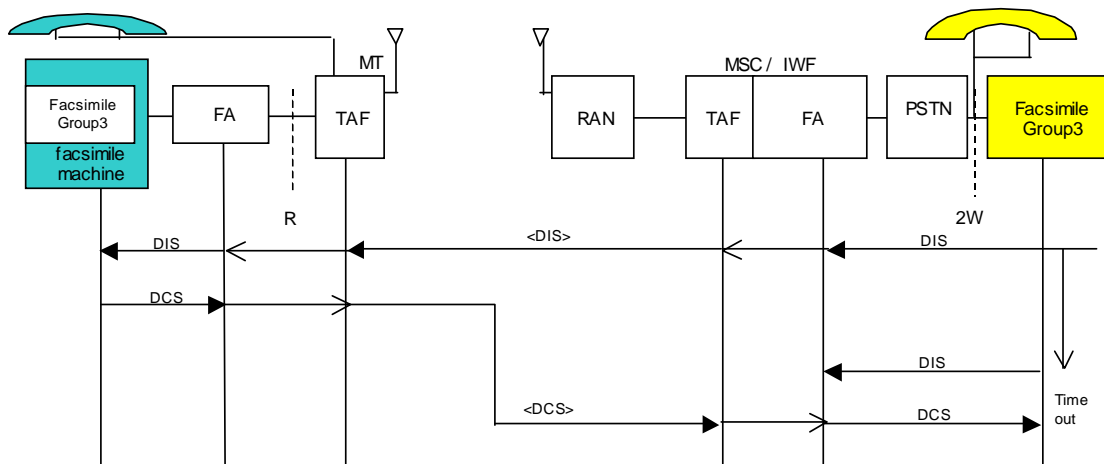 MT
MSC / IWF
Facsimile
Group3
facsimile
machine
FA
TAF
RAN
TAF
FA
PSTN
Facsimile
Group3
R
2W
DIS
<DIS>
DIS
DCS
DIS
Time
out
<DCS>
DCS